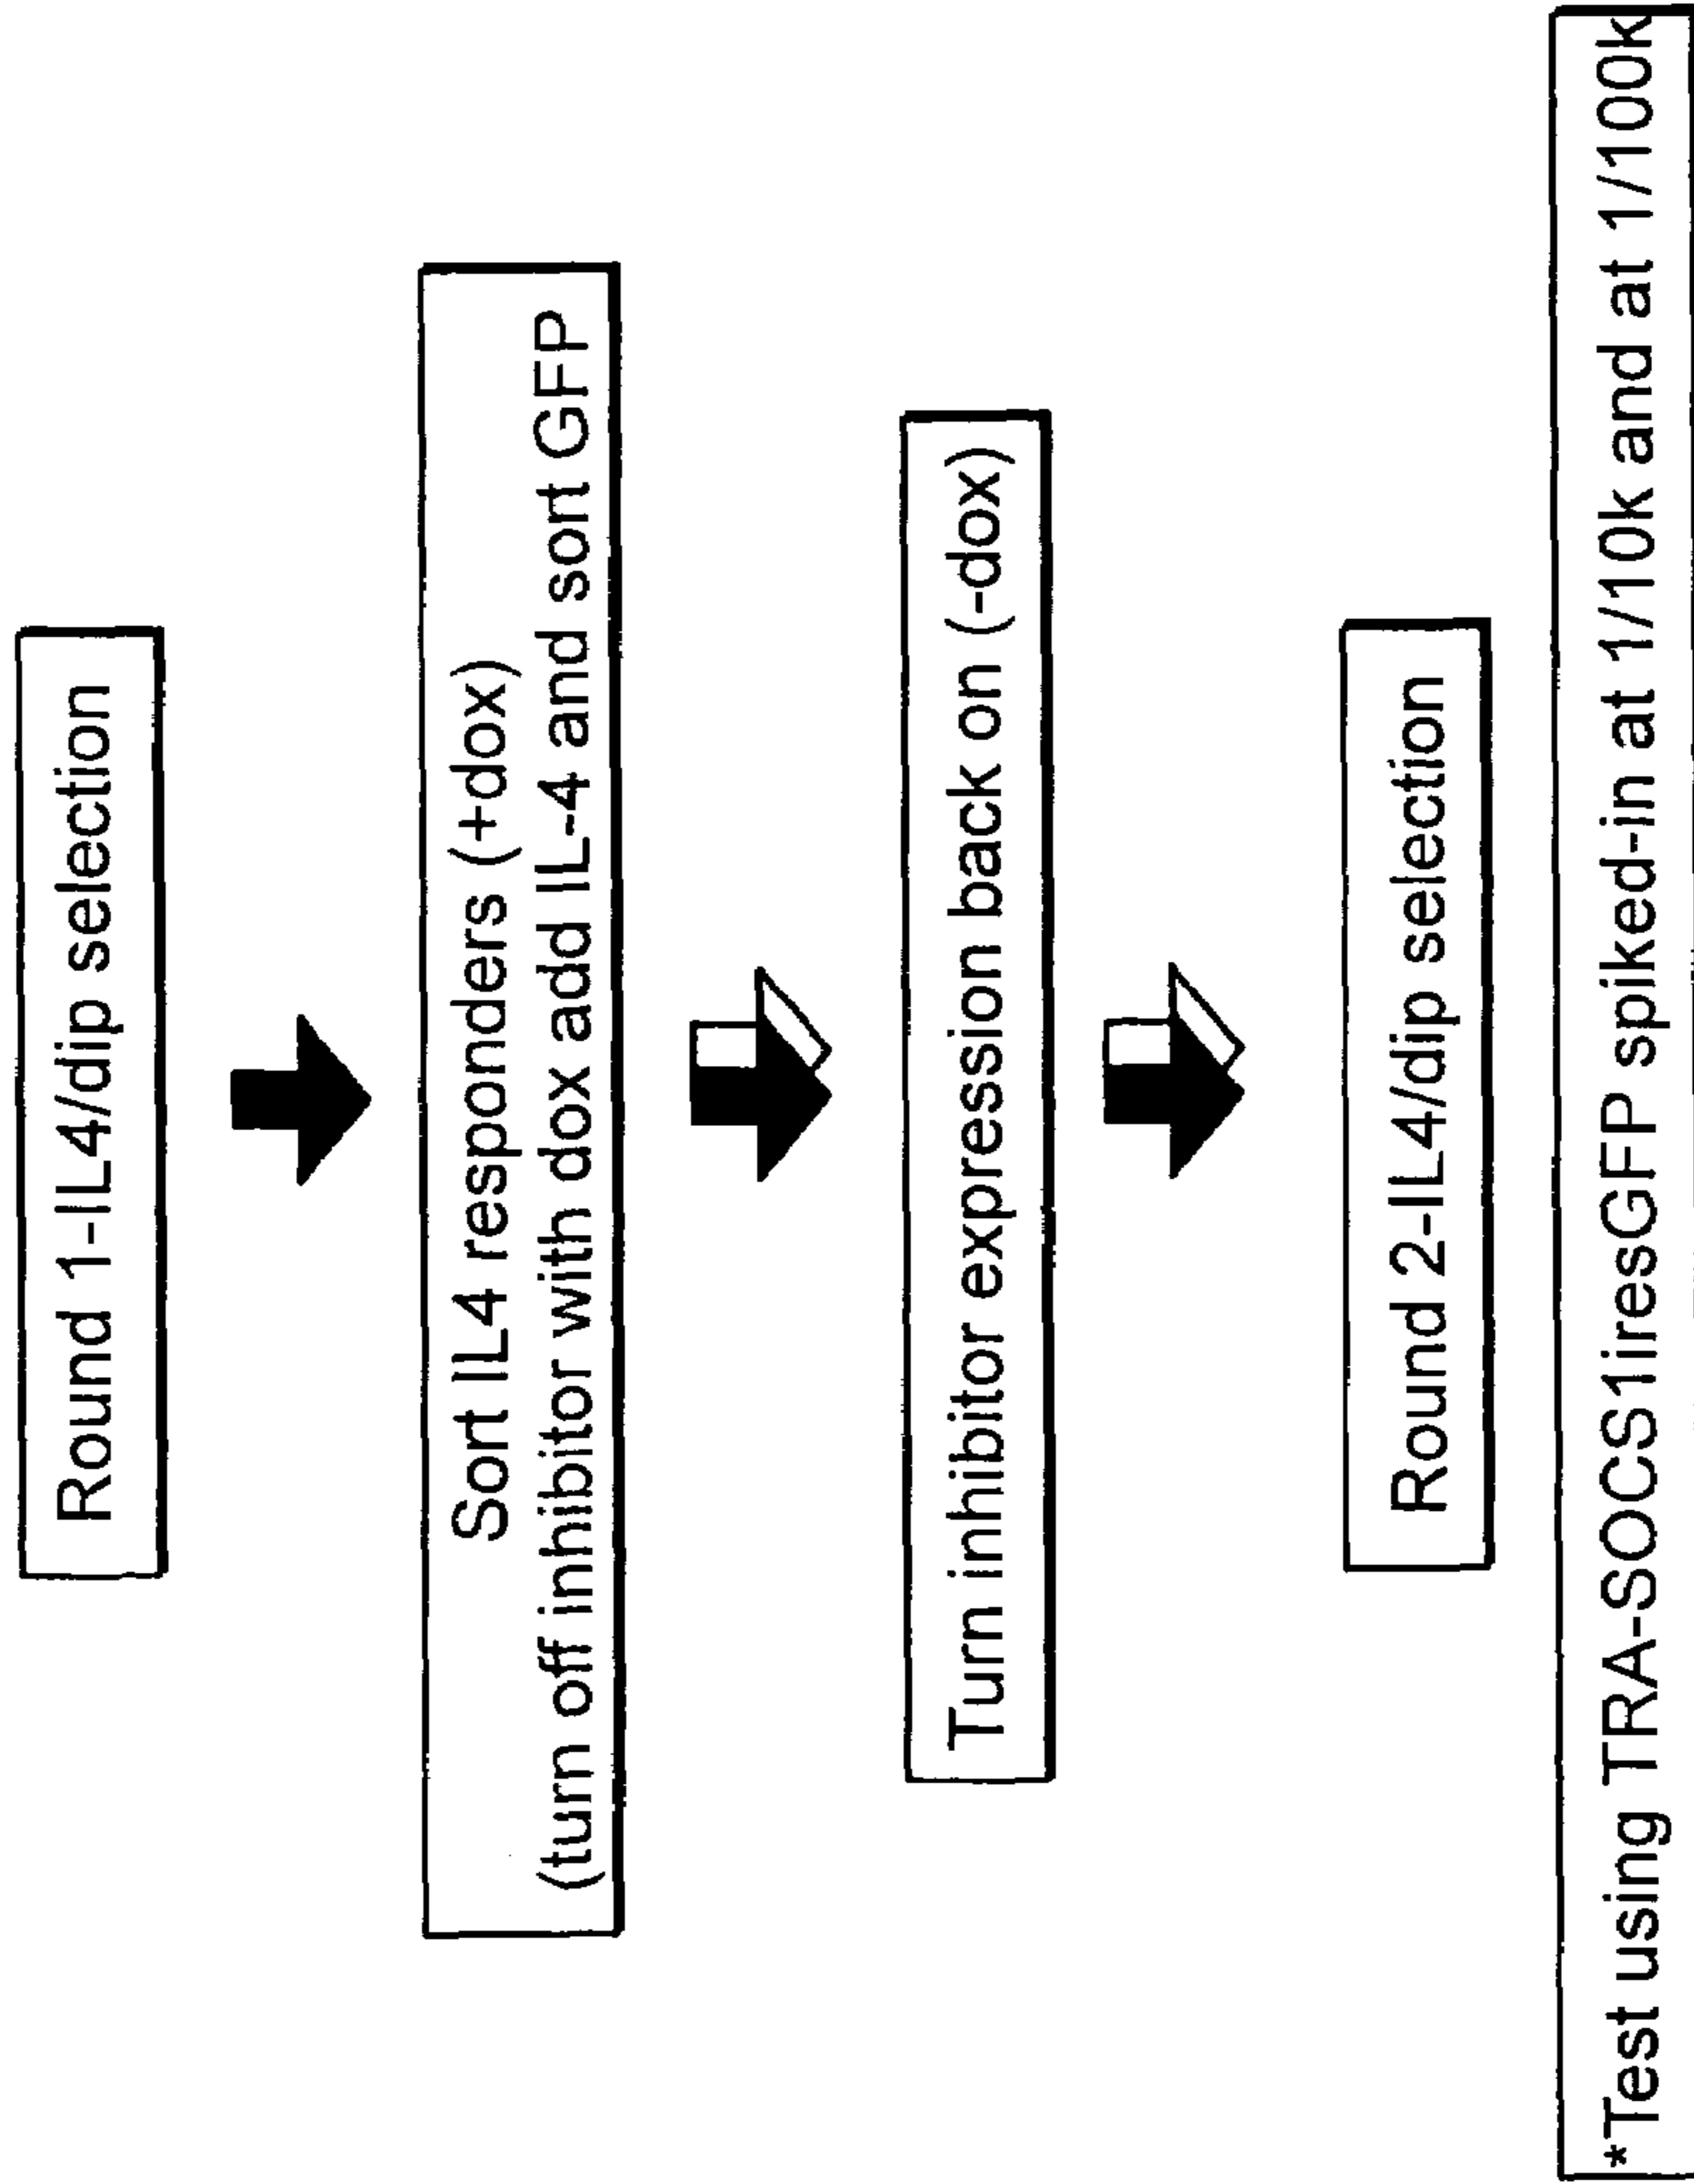 Round 1-IL4/dip selection
Sort IL4 responders (+dox)
(turn off inhibitor with dox add IL-4 and sort GFP
Turn inhibitor expression back on (-dox)
Round 2-IL4/dip selection
*Test using TRA-SOCS1iresGFP spiked-in at 1/10k and at 1/100k